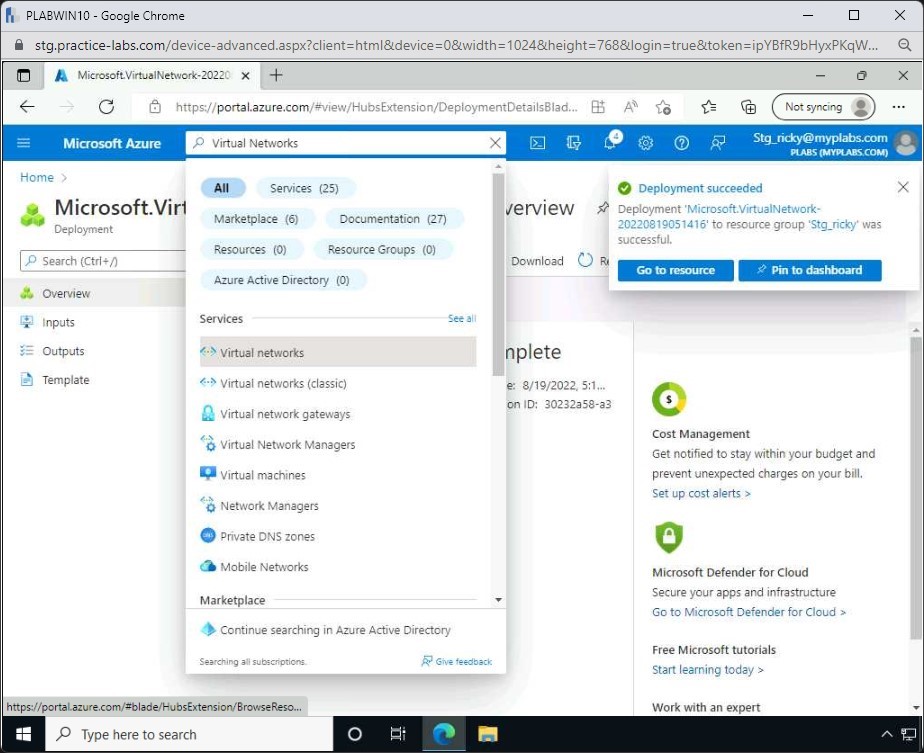 PLABWIN10 - Google Chrome
stg.practice-labs.com/device-advanced.aspx?client=html&device=0&width=1024&height=768&login=true&token=ipYBfR9bHyxPKqW...
Microsoft.VirtualNetwork-20220
https://portal.azure.com/#view/HubsExtension/DeploymentDetailsBlad...
Not syncing
Microsoft Azure
Virtual Networks
4
Stg_ricky@myplabs.com
PLABS (MYPLABS.COM)
Home >
Microsoft.Virt
verview
Deployment
Search (Ctrl+/)
Download
Re
Overview
Inputs
Outputs
Template
All
Services (25)
Marketplace (6)
Documentation (27)
Resources (0)
Resource Groups (0)
Azure Active Directory (0)
Services
See all
Virtual networks
Virtual networks (classic)
Virtual network gateways
Virtual Network Managers
Virtual machines
Network Managers
Private DNS zones
Mobile Networks
Marketplace
Continue searching in Azure Active Directory
Searching all subscriptions.
Give feedback
Deployment succeeded
Deployment 'Microsoft.VirtualNetwork-
20220819051416' to resource group 'Stg_ricky' was
successful.
Go to resource
Pin to dashboard
mplete
e: 8/19/2022, 5:1...
on ID: 30232a58-a3
Cost Management
Get notified to stay within your budget and
prevent unexpected charges on your bill.
Set up cost alerts >
Microsoft Defender for Cloud
Secure your apps and infrastructure
Go to Microsoft Defender for Cloud >
Free Microsoft tutorials
Start learning today >
Work with an expert
https://portal.azure.com/#blade/HubsExtension/BrowseReso...
Type here to search